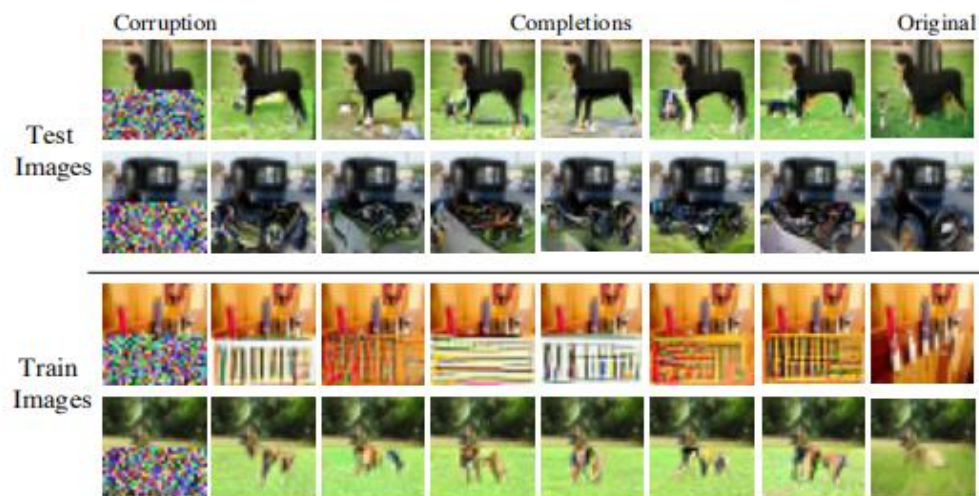 Corruption Completions Original
Test
Images
Train
Images